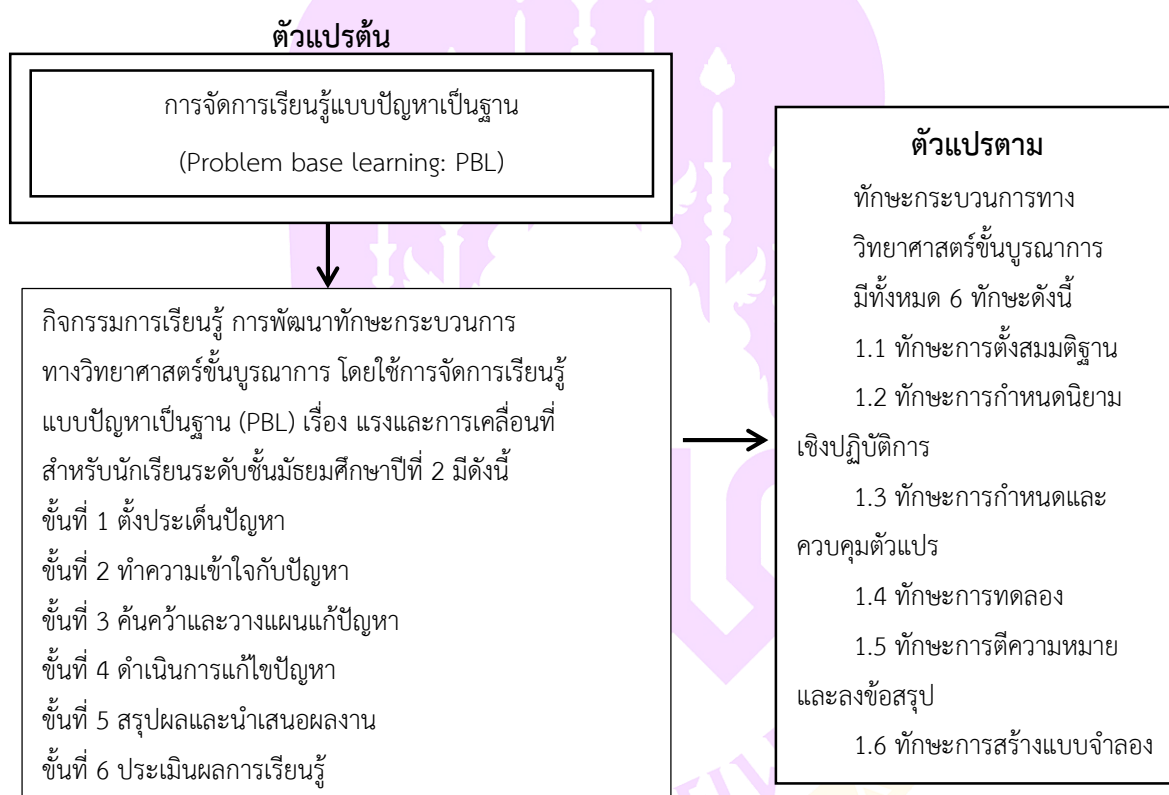 ตัวแปรต้น
การจัดการเรียนรู้แบบปัญหาเป็นฐาน
(Problem base learning: PBL)
กิจกรรมการเรียนรู้ การพัฒนาทักษะกระบวนการ
ทางวิทยาศาสตร์ขั้นบูรณาการ โดยใช้การจัดการเรียนรู้
แบบปัญหาเป็นฐาน (PBL) เรื่อง แรงและการเคลื่อนที่
สำหรับนักเรียนระดับชั้นมัธยมศึกษาปีที่ 2 มีดังนี้
ขั้นที่ 1 ตั้งประเด็นปัญหา
ขั้นที่ 2 ทำความเข้าใจกับปัญหา
ขั้นที่ 3 ค้นคว้าและวางแผนแก้ปัญหา
ขั้นที่ 4 ดำเนินการแก้ไขปัญหา
ขั้นที่ 5 สรุปผลและนำเสนอผลงาน
ขั้นที่ 6 ประเมินผลการเรียนรู้
ตัวแปรตาม
ทักษะกระบวนการทาง
วิทยาศาสตร์ขั้นบูรณาการ
มีทั้งหมด 6 ทักษะดังนี้
1.1 ทักษะการตั้งสมมติฐาน
1.2 ทักษะการกำหนดนิยาม
เชิงปฏิบัติการ
1.3 ทักษะการกำหนดและ
ควบคุมตัวแปร
1.4 ทักษะการทดลอง
1.5 ทักษะการตีความหมาย
และลงข้อสรุป
1.6 ทักษะการสร้างแบบจำลอง